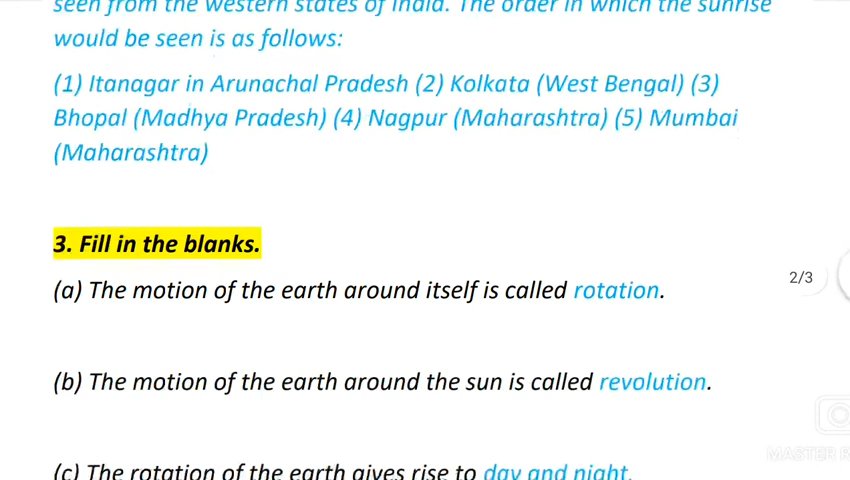 seen from the western states of India. The order in which the sunrise
would be seen is as follows:
(1) Itanagar in Arunachal Pradesh (2) Kolkata (West Bengal) (3)
Bhopal (Madhya Pradesh) (4) Nagpur (Maharashtra) (5) Mumbai
(Maharashtra)
3. Fill in the blanks.
(a) The motion of the earth around itself is called rotation.
2/3
(b) The motion of the earth around the sun is called revolution.
MASTER R
(c) The rotation of the earth gives rise to day and night.